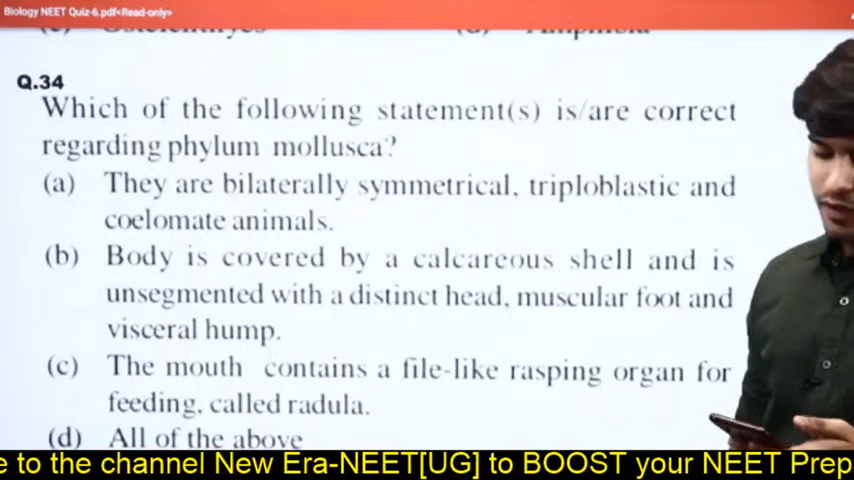 Biology NEET Quiz-6.pdf<Read-only>
Q.34
Which of the following statement(s) is/are correct
regarding phylum mollusca?
(a) They are bilaterally symmetrical, triploblastic and
coelomate animals.
(b) Body is covered by a calcareous shell and is
unsegmented with a distinct head, muscular foot and
visceral hump.
(c) The mouth contains a file-like rasping organ for
feeding, called radula.
(d) All of the above
e to the channel New Era-NEET[UG] to BOOST your NEET Prep